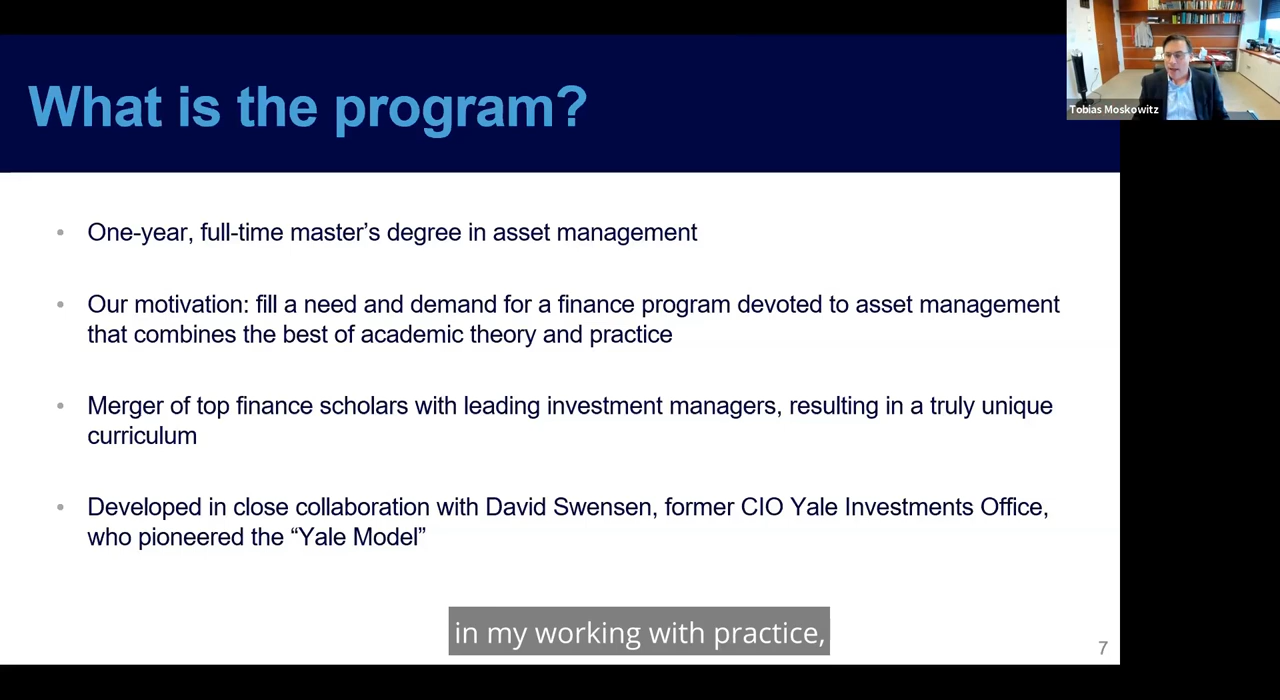 What is the program?
Tobias Moskowitz
• One-year, full-time master’s degree in asset management
• Our motivation: fill a need and demand for a finance program devoted to asset management
that combines the best of academic theory and practice
• Merger of top finance scholars with leading investment managers, resulting in a truly unique
curriculum
• Developed in close collaboration with David Swensen, former CIO Yale Investments Office,
who pioneered the “Yale Model”
in my working with practice,
7